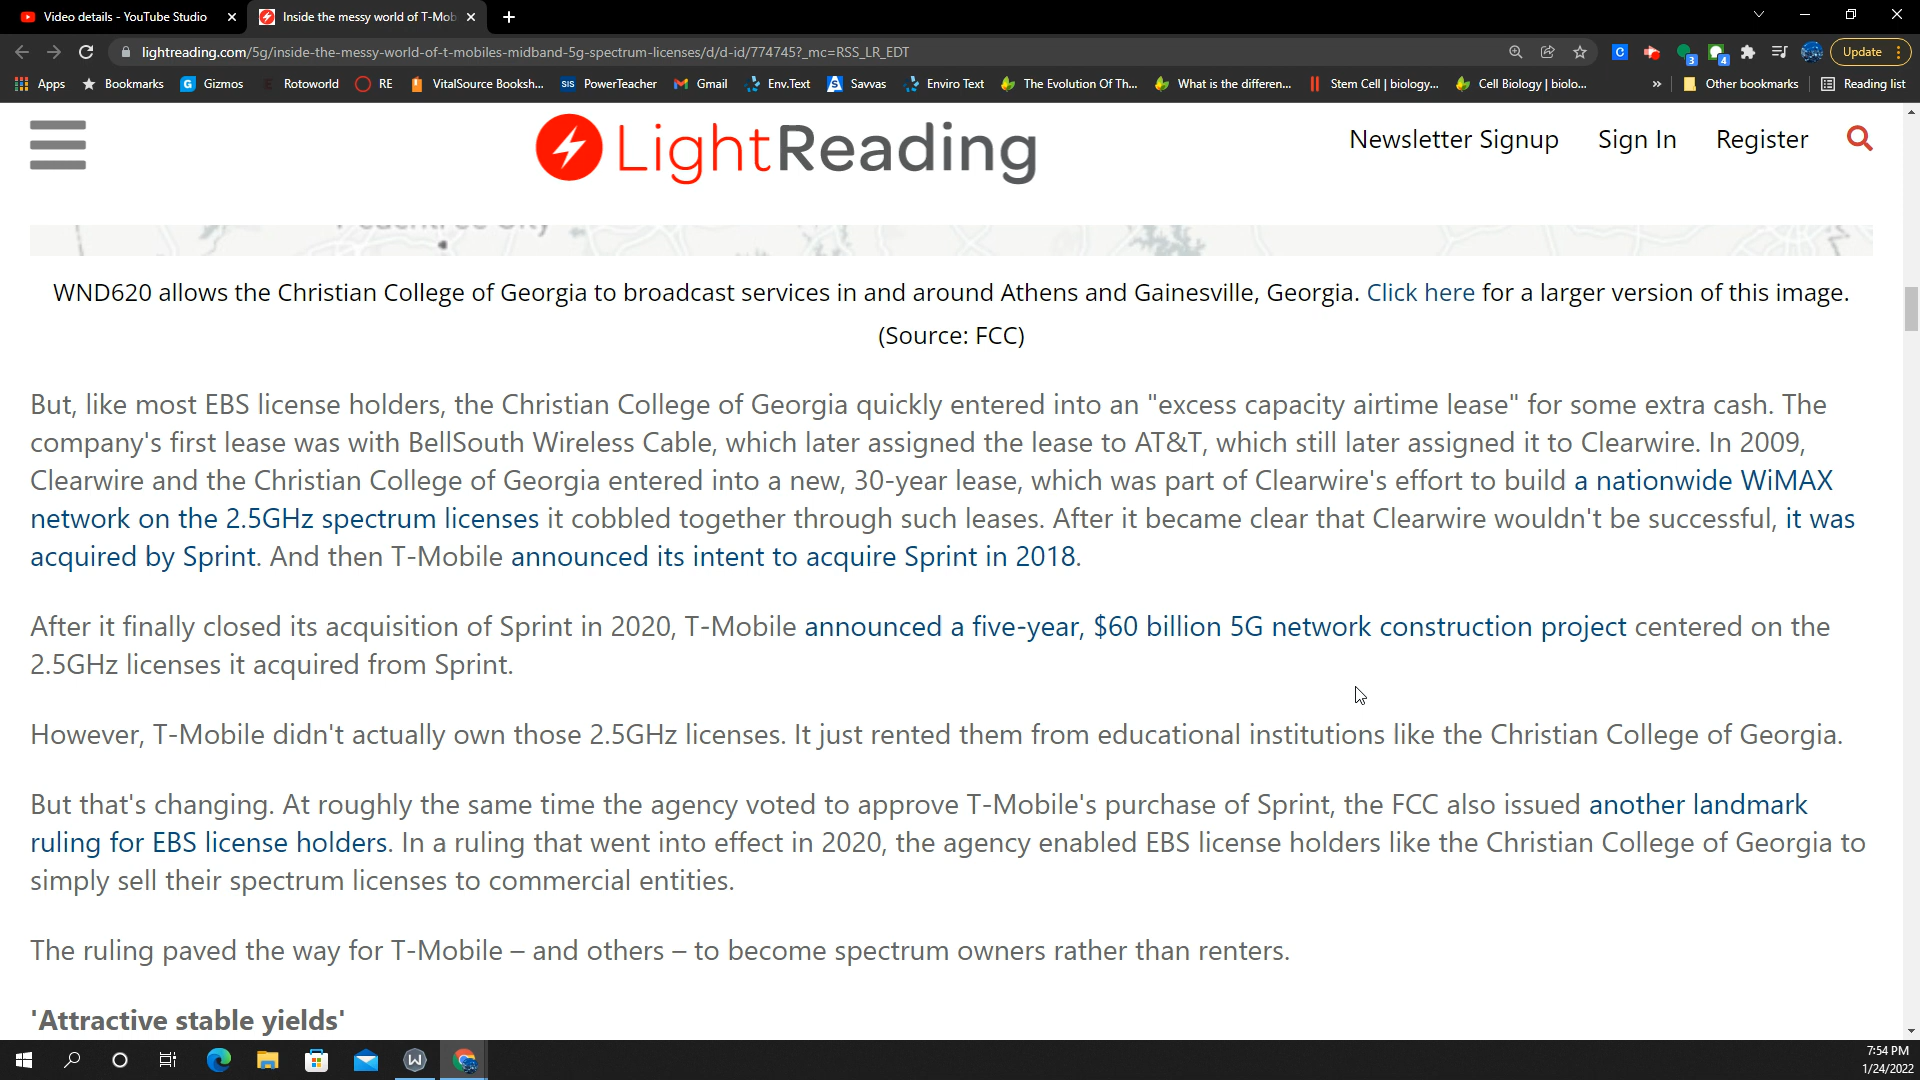 Video details - YouTube Studio
Inside the messy world of T-Mob
lightreading.com/5g/inside-the-messy-world-of-t-mobiles-midband-5g-spectrum-licenses/d/d-id/774745?_mc=RSS_LR_EDT
3
4
Update
Apps
Bookmarks
Gizmos
Rotoworld
RE
VitalSource Booksh...
SIS
PowerTeacher
Gmail
Env.Text
Savvas
Enviro Text
The Evolution Of Th...
What is the differen...
Stem Cell | biology...
Cell Biology | biolo...
»
Other bookmarks
Reading list
LightReading
Newsletter Signup
Sign In
Register
WND620 allows the Christian College of Georgia to broadcast services in and around Athens and Gainesville, Georgia. Click here for a larger version of this image.
(Source: FCC)
But, like most EBS license holders, the Christian College of Georgia quickly entered into an "excess capacity airtime lease" for some extra cash. The
company's first lease was with BellSouth Wireless Cable, which later assigned the lease to AT&T, which still later assigned it to Clearwire. In 2009,
Clearwire and the Christian College of Georgia entered into a new, 30-year lease, which was part of Clearwire's effort to build a nationwide WiMAX
network on the 2.5GHz spectrum licenses it cobbled together through such leases. After it became clear that Clearwire wouldn't be successful, it was
acquired by Sprint. And then T-Mobile announced its intent to acquire Sprint in 2018.
After it finally closed its acquisition of Sprint in 2020, T-Mobile announced a five-year, $60 billion 5G network construction project centered on the
2.5GHz licenses it acquired from Sprint.
However, T-Mobile didn't actually own those 2.5GHz licenses. It just rented them from educational institutions like the Christian College of Georgia.
But that's changing. At roughly the same time the agency voted to approve T-Mobile's purchase of Sprint, the FCC also issued another landmark
ruling for EBS license holders. In a ruling that went into effect in 2020, the agency enabled EBS license holders like the Christian College of Georgia to
simply sell their spectrum licenses to commercial entities.
The ruling paved the way for T-Mobile – and others – to become spectrum owners rather than renters.
'Attractive stable yields'
7:54 PM
1/24/2022